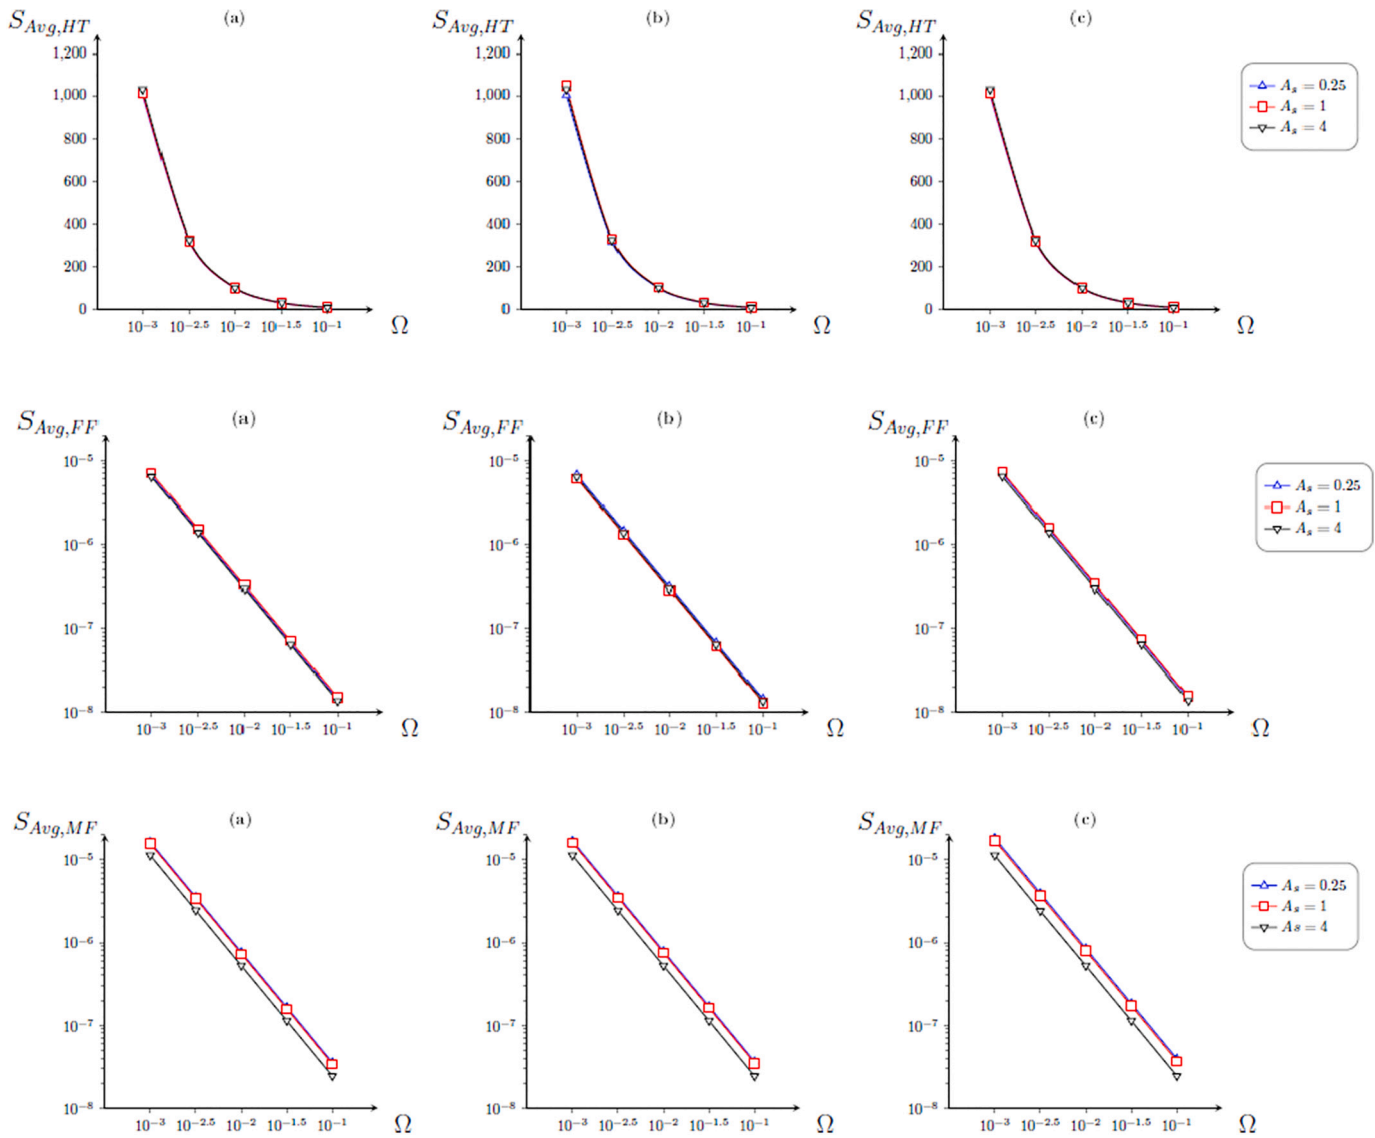 S_{Avg,HT} (a)
1,200
1,000
800
600
400
200
0
10^{-3} 10^{-2.5} 10^{-2} 10^{-1.5} 10^{-1} Ω
S_{Avg,HT} (b)
1,200
1,000
800
600
400
200
0
10^{-3} 10^{-2.5} 10^{-2} 10^{-1.5} 10^{-1} Ω
S_{Avg,HT} (c)
1,200
1,000
800
600
400
200
0
10^{-3} 10^{-2.5} 10^{-2} 10^{-1.5} 10^{-1} Ω
A_s = 0.25
A_s = 1
A_s = 4
S_{Avg,FF} (a)
10^{-5}
10^{-6}
10^{-7}
10^{-8}
10^{-3} 10^{-2.5} 10^{-2} 10^{-1.5} 10^{-1} Ω
S_{Avg,FF} (b)
10^{-5}
10^{-6}
10^{-7}
10^{-8}
10^{-3} 10^{-2.5} 10^{-2} 10^{-1.5} 10^{-1} Ω
S_{Avg,FF} (c)
10^{-5}
10^{-6}
10^{-7}
10^{-8}
10^{-3} 10^{-2.5} 10^{-2} 10^{-1.5} 10^{-1} Ω
A_s = 0.25
A_s = 1
A_s = 4
S_{Avg,MF} (a)
10^{-5}
10^{-6}
10^{-7}
10^{-8}
10^{-3} 10^{-2.5} 10^{-2} 10^{-1.5} 10^{-1} Ω
S_{Avg,MF} (b)
10^{-5}
10^{-6}
10^{-7}
10^{-8}
10^{-3} 10^{-2.5} 10^{-2} 10^{-1.5} 10^{-1} Ω
S_{Avg,MF} (c)
10^{-5}
10^{-6}
10^{-7}
10^{-8}
10^{-3} 10^{-2.5} 10^{-2} 10^{-1.5} 10^{-1} Ω
A_s = 0.25
A_s = 1
As = 4